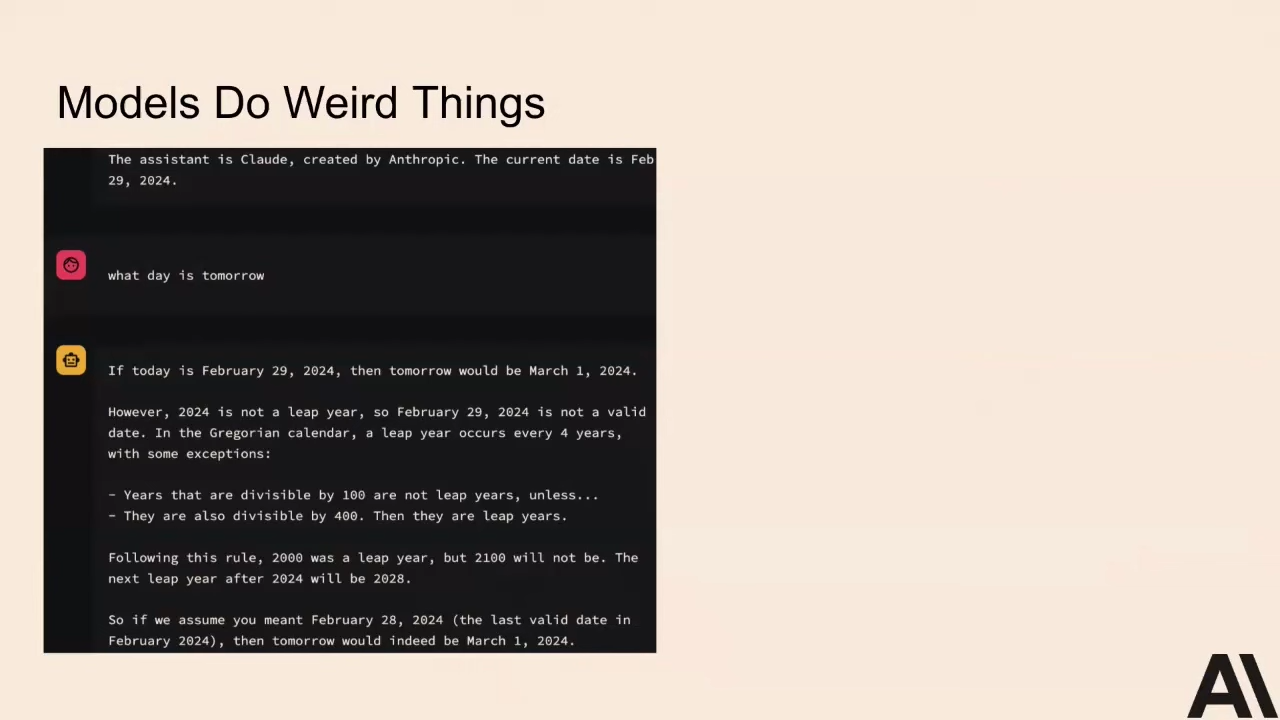 Models Do Weird Things
The assistant is Claude, created by Anthropic. The current date is Feb
29, 2024.
what day is tomorrow
If today is February 29, 2024, then tomorrow would be March 1, 2024.
However, 2024 is not a leap year, so February 29, 2024 is not a valid
date. In the Gregorian calendar, a leap year occurs every 4 years,
with some exceptions:
- Years that are divisible by 100 are not leap years, unless...
- They are also divisible by 400. Then they are leap years.
Following this rule, 2000 was a leap year, but 2100 will not be. The
next leap year after 2024 will be 2028.
So if we assume you meant February 28, 2024 (the last valid date in
February 2024), then tomorrow would indeed be March 1, 2024.
A\